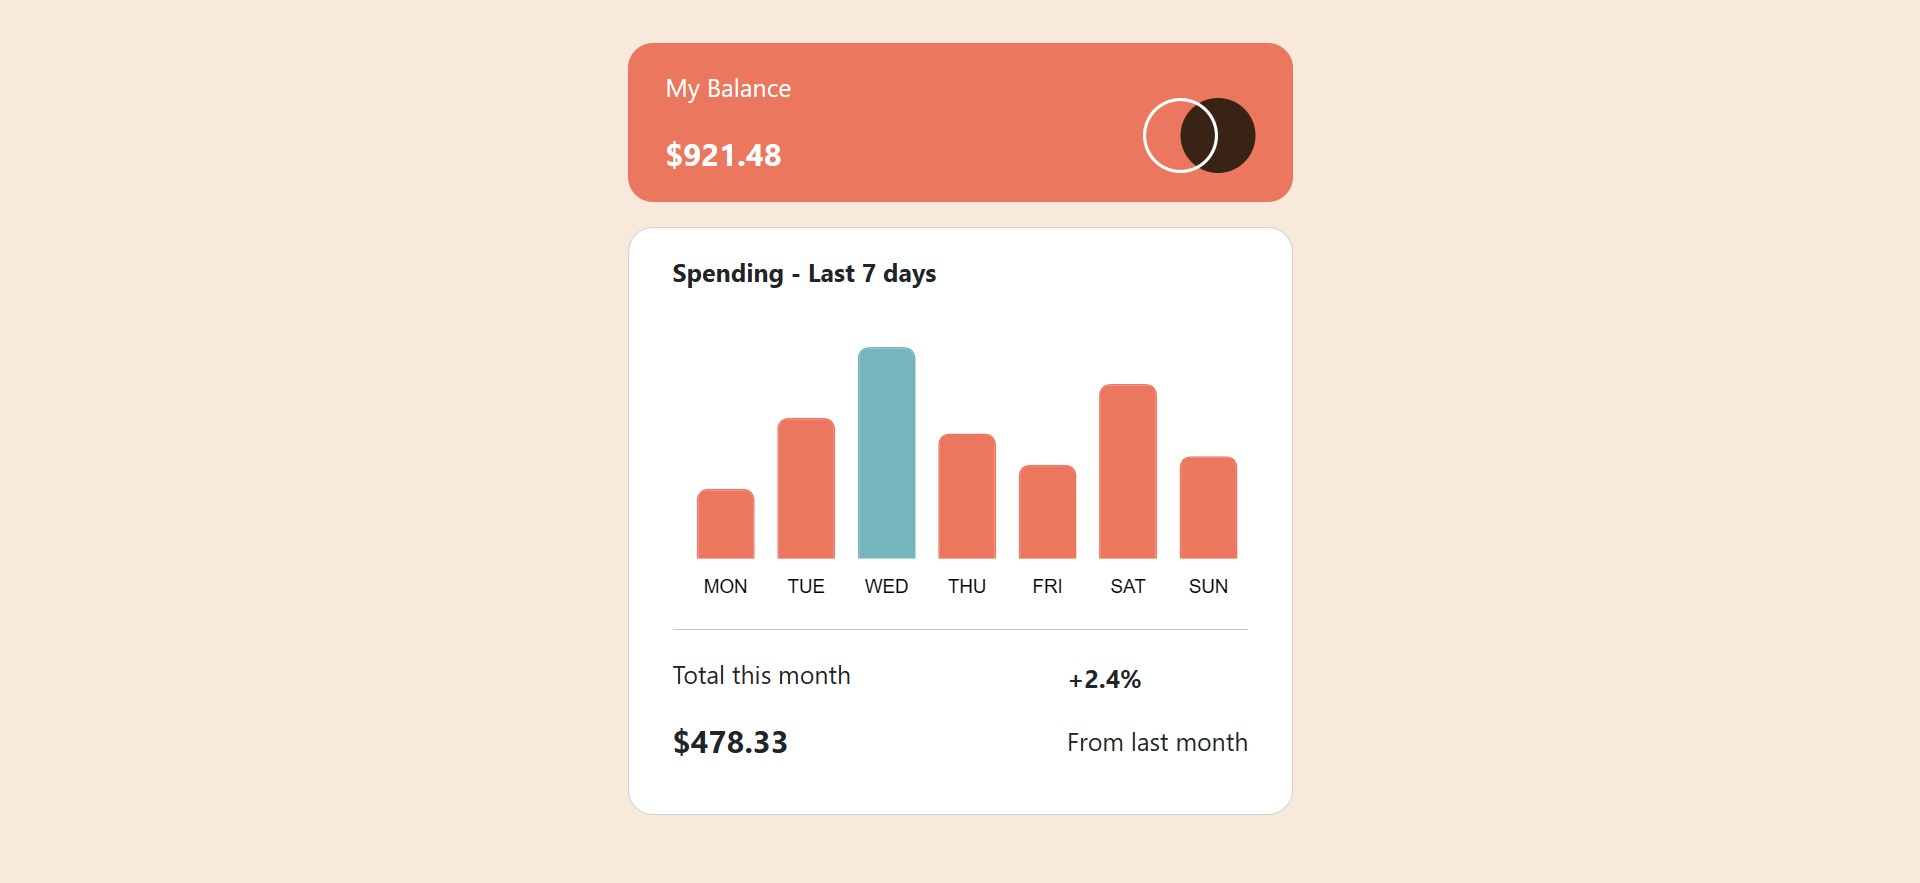 My Balance
$921.48
Spending - Last 7 days
MON TUE WED THU FRI SAT SUN
Total this month
$478.33
+2.4%
From last month